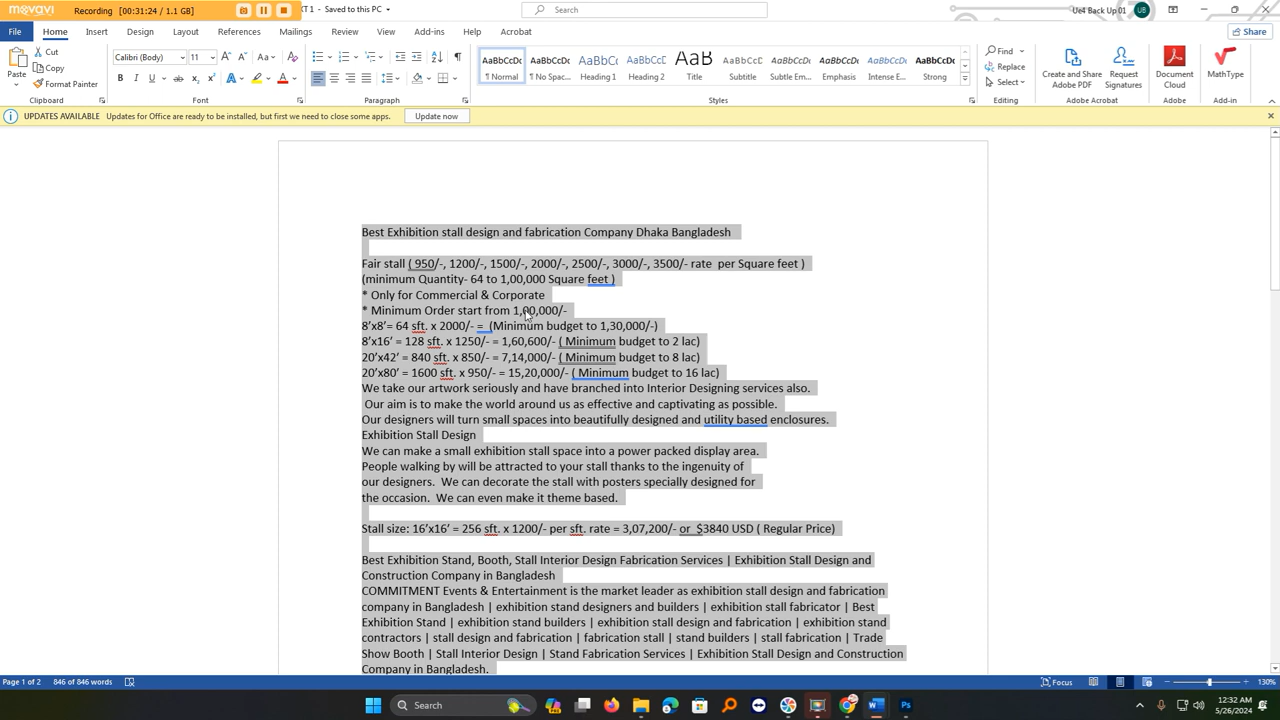 movavi
Recording
00:31:24 / 1.1 GB
XT 1 - Saved to this PC
Search
Ue4 Back Up 01
UB
File
Home
Insert
Design
Layout
References
Mailings
Review
View
Add-ins
Help
Acrobat
Share
Paste
Cut
Copy
Format Painter
Clipboard
Calibri (Body)
11
Font
Paragraph
AaBbCcDc
¶ Normal
AaBbCcDc
¶ No Spac...
AaBbCc
Heading 1
AaBbCcC
Heading 2
AaB
Title
AaBbCcD
Subtitle
AaBbCcDc
Subtle Em...
AaBbCcDc
Emphasis
AaBbCcDc
Intense E...
AaBbCcDc
Strong
Styles
Find
Replace
Select
Editing
Create and Share
Adobe PDF
Request
Signatures
Adobe Acrobat
Document
Cloud
Adobe
MathType
Add-in
UPDATES AVAILABLE Updates for Office are ready to be installed, but first we need to close some apps.
Update now
Best Exhibition stall design and fabrication Company Dhaka Bangladesh
Fair stall ( 950/-, 1200/-, 1500/-, 2000/-, 2500/-, 3000/-, 3500/- rate  per Square feet )
(minimum Quantity- 64 to 1,00,000 Square feet )
* Only for Commercial & Corporate
* Minimum Order start from 1,00,000/-
8’x8’= 64 sft. x 2000/- =  (Minimum budget to 1,30,000/-)
8’x16’ = 128 sft. x 1250/- = 1,60,600/- ( Minimum budget to 2 lac)
20’x42’ = 840 sft. x 850/- = 7,14,000/- ( Minimum budget to 8 lac)
20’x80’ = 1600 sft. x 950/- = 15,20,000/- ( Minimum budget to 16 lac)
We take our artwork seriously and have branched into Interior Designing services also.
Our aim is to make the world around us as effective and captivating as possible.
Our designers will turn small spaces into beautifully designed and utility based enclosures.
Exhibition Stall Design
We can make a small exhibition stall space into a power packed display area.
People walking by will be attracted to your stall thanks to the ingenuity of
our designers.  We can decorate the stall with posters specially designed for
the occasion.  We can even make it theme based.
Stall size: 16’x16’ = 256 sft. x 1200/- per sft. rate = 3,07,200/- or  $3840 USD ( Regular Price)
Best Exhibition Stand, Booth, Stall Interior Design Fabrication Services | Exhibition Stall Design and
Construction Company in Bangladesh
COMMITMENT Events & Entertainment is the market leader as exhibition stall design and fabrication
company in Bangladesh | exhibition stand designers and builders | exhibition stall fabricator | Best
Exhibition Stand | exhibition stand builders | exhibition stall design and fabrication | exhibition stand
contractors | stall design and fabrication | fabrication stall | stand builders | stall fabrication | Trade
Show Booth | Stall Interior Design | Stand Fabrication Services | Exhibition Stall Design and Construction
Company in Bangladesh.
Page 1 of 2
846 of 846 words
Focus
130%
Search
12:32 AM
5/26/2024